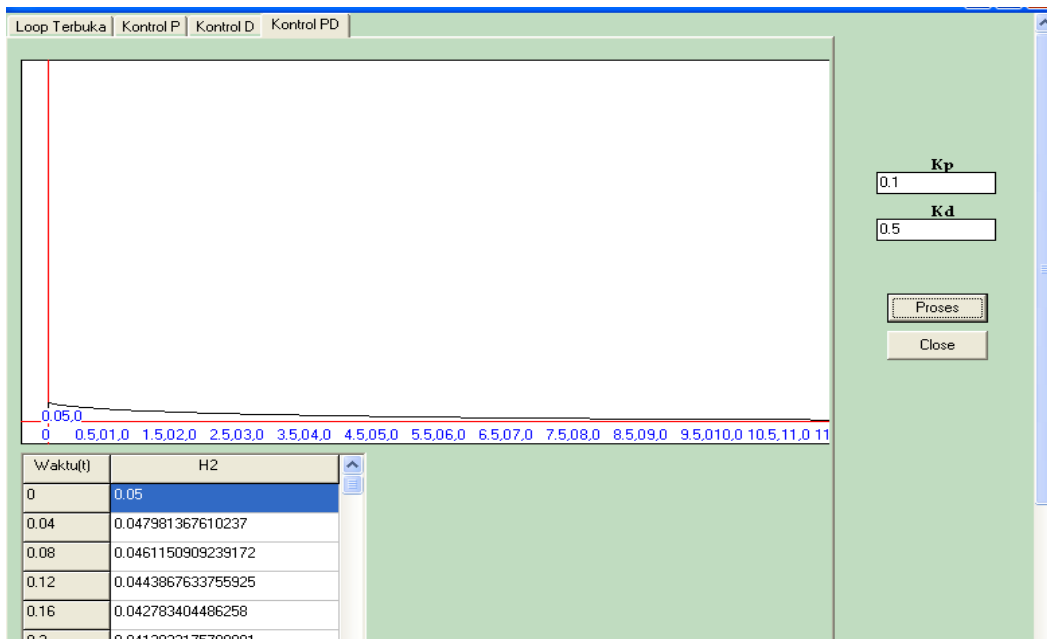 Loop Terbuka Kontrol P Kontrol D Kontrol PD
Kp
0.1
Kd
0.5
Proses
Close
0.05,0
0 0.5,01,0 1.5,02,0 2.5,03,0 3.5,04,0 4.5,05,0 5.5,06,0 6.5,07,0 7.5,08,0 8.5,09,0 9.5,010,0 10.5,11,0 11
Waktu(t) H2
0 0.05
0.04 0.047981367610237
0.08 0.0461150909239172
0.12 0.0443867633755925
0.16 0.042783404486258